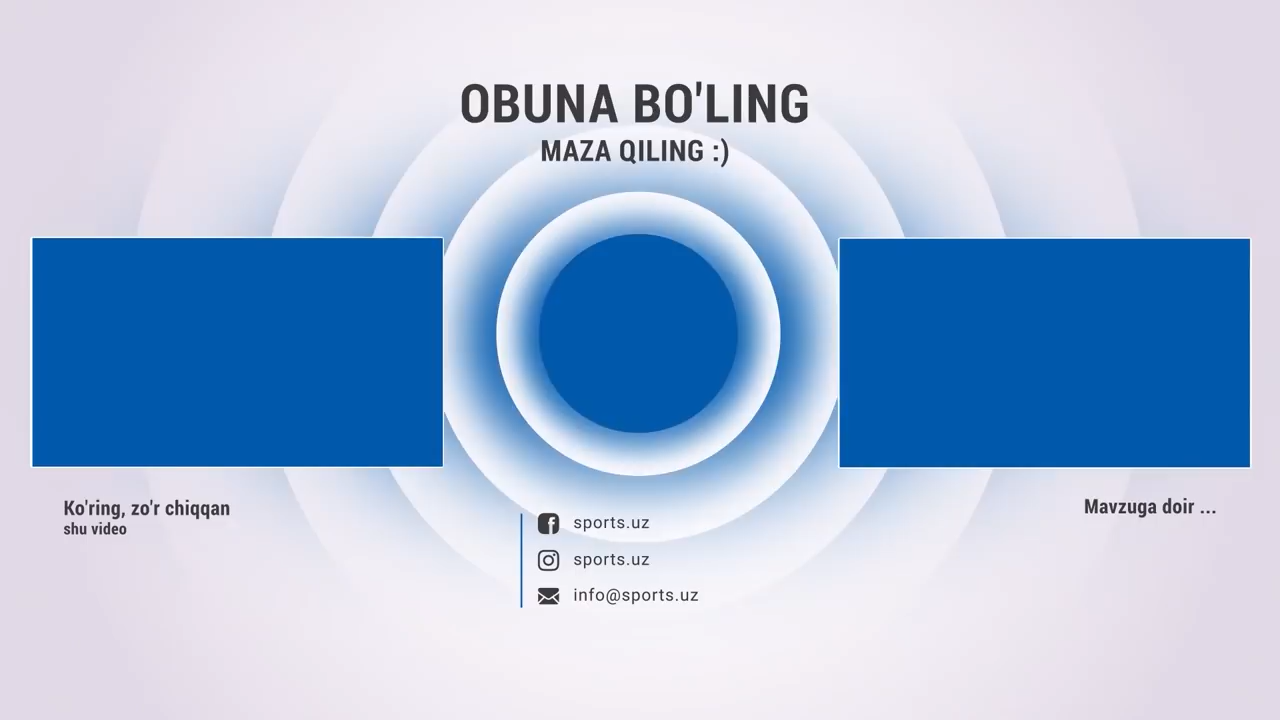 OBUNA BO'LING
MAZA QILING :)
Ko'ring, zo'r chiqqan
shu video
Mavzuga doir ...
sports.uz
sports.uz
info@sports.uz